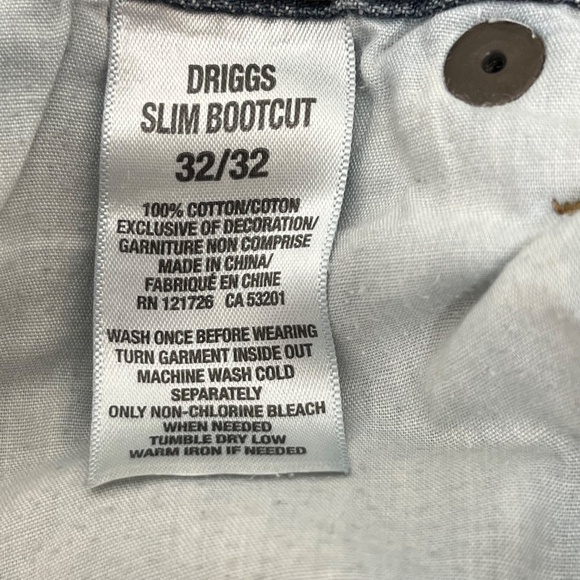 DRIGGS
SLIM BOOTCUT
32/32
100% COTTON/COTON
EXCLUSIVE OF DECORATION/
GARNITURE NON COMPRISE
MADE IN CHINA/
FABRIQUÉ EN CHINE
RN 121726 CA 53201
WASH ONCE BEFORE WEARING
TURN GARMENT INSIDE OUT
MACHINE WASH COLD
SEPARATELY
ONLY NON-CHLORINE BLEACH
WHEN NEEDED
TUMBLE DRY LOW
WARM IRON IF NEEDED